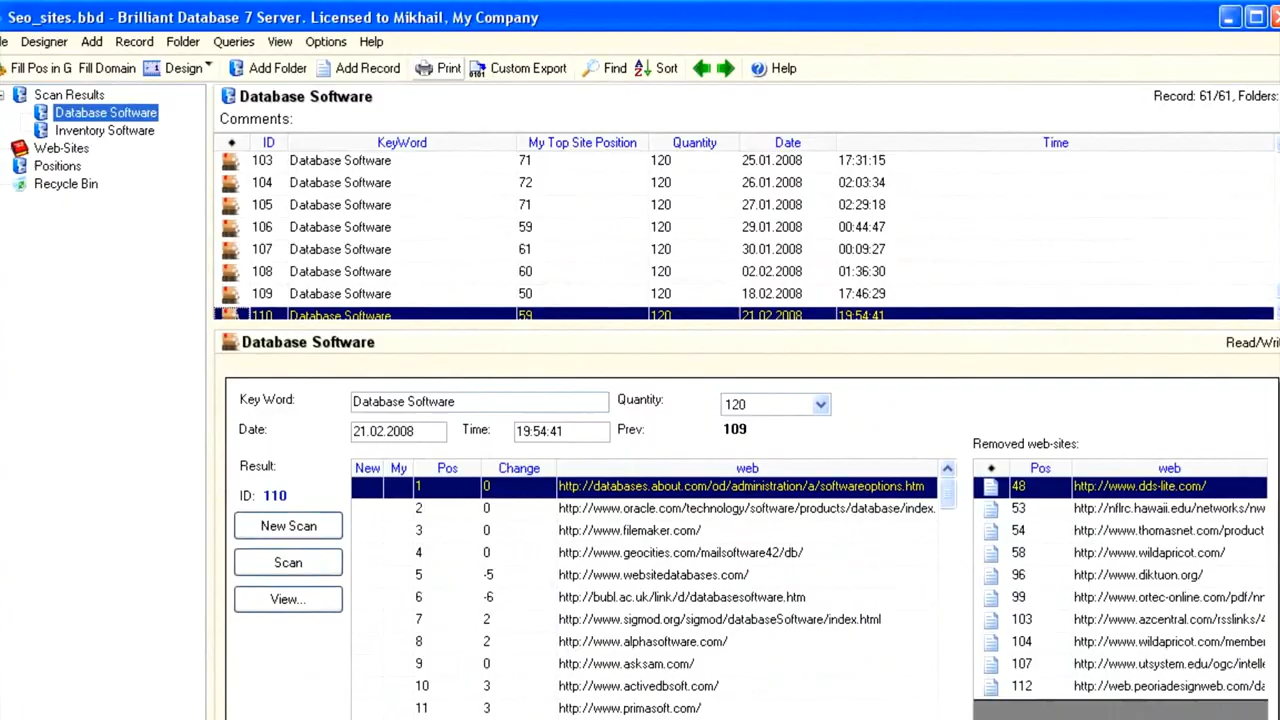 Seo_sites.bbd - Brilliant Database 7 Server. Licensed to Mikhail, My Company
Designer Add Record Folder Queries View Options Help
Fill Pos in G Fill Domain Design Add Folder Add Record Print Custom Export Find Sort Help
Scan Results
Database Software
Inventory Software
Web-Sites
Positions
Recycle Bin
Database Software Record: 61/61, Folders:
Comments:
ID KeyWord My Top Site Position Quantity Date Time
103 Database Software 71 120 25.01.2008 17:31:15
104 Database Software 72 120 26.01.2008 02:03:34
105 Database Software 71 120 27.01.2008 02:29:18
106 Database Software 59 120 29.01.2008 00:44:47
107 Database Software 61 120 30.01.2008 00:09:27
108 Database Software 60 120 02.02.2008 01:36:30
109 Database Software 50 120 18.02.2008 17:46:29
110 Database Software 59 120 21.02.2008 19:54:41
Database Software Read/Wri
Key Word: Database Software Quantity: 120
Date: 21.02.2008 Time: 19:54:41 Prev: 109
Removed web-sites:
Result:
ID: 110
New Scan
Scan
View...
New My Pos Change web
1 0 http://databases.about.com/od/administration/a/softwareoptions.htm
2 0 http://www.oracle.com/technology/software/products/database/index.
3 0 http://www.filemaker.com/
4 0 http://www.geocities.com/mailsoftware42/db/
5 -5 http://www.websitedatabases.com/
6 -6 http://bubl.ac.uk/link/d/databasesoftware.htm
7 2 http://www.sigmod.org/sigmod/databaseSoftware/index.html
8 2 http://www.alphasoftware.com/
9 0 http://www.asksam.com/
10 3 http://www.activedbsoft.com/
11 3 http://www.primasoft.com/
Pos web
48 http://www.dds-lite.com/
53 http://nflrc.hawaii.edu/networks/nw
54 http://www.thomasnet.com/product
58 http://www.wildapricot.com/
96 http://www.diktuon.org/
99 http://www.ortec-online.com/pdf/nr
103 http://www.azcentral.com/rsslinks/4
104 http://www.wildapricot.com/member
107 http://www.utsystem.edu/ogc/intelle
112 http://web.peoriadesignweb.com/da